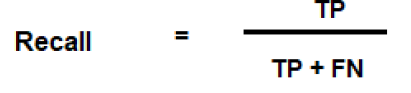 TP
Recall =
TP + FN